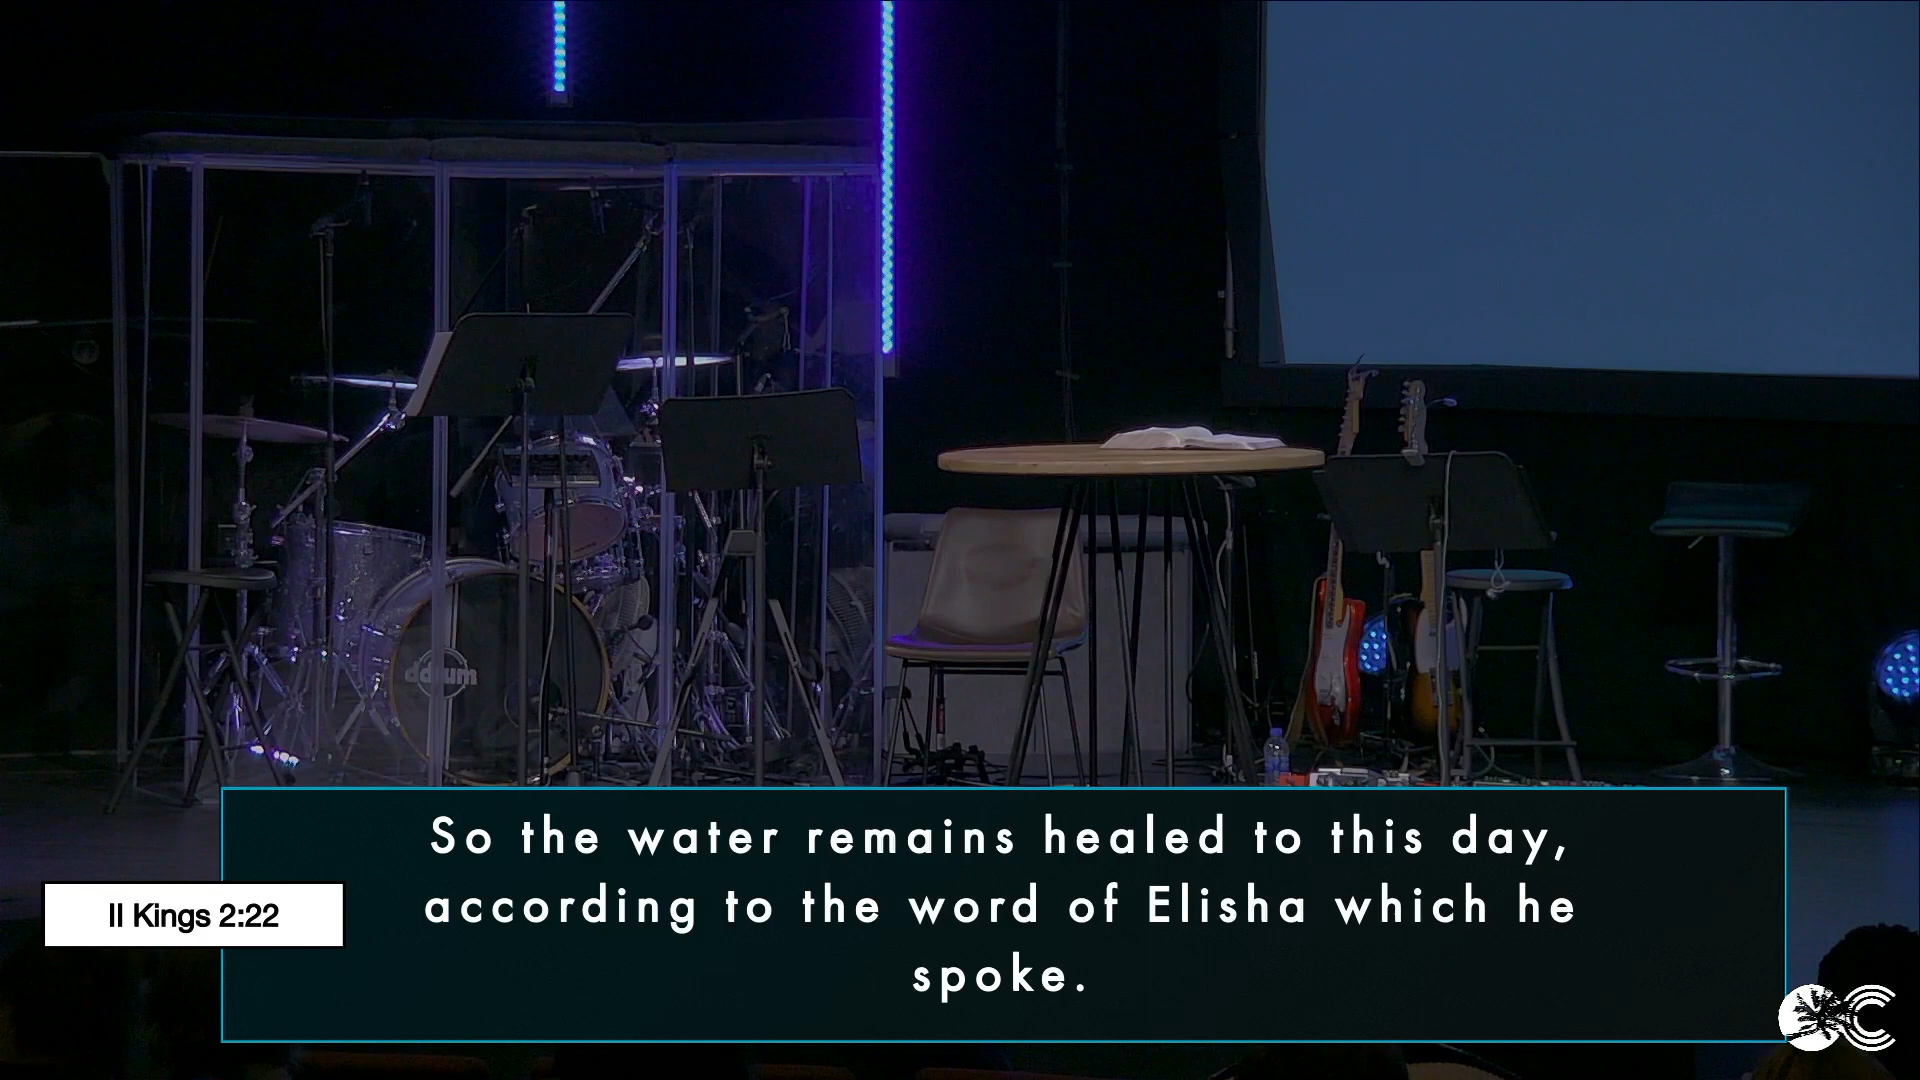 ddrum
So the water remains healed to this day,
according to the word of Elisha which he
spoke.
II Kings 2:22